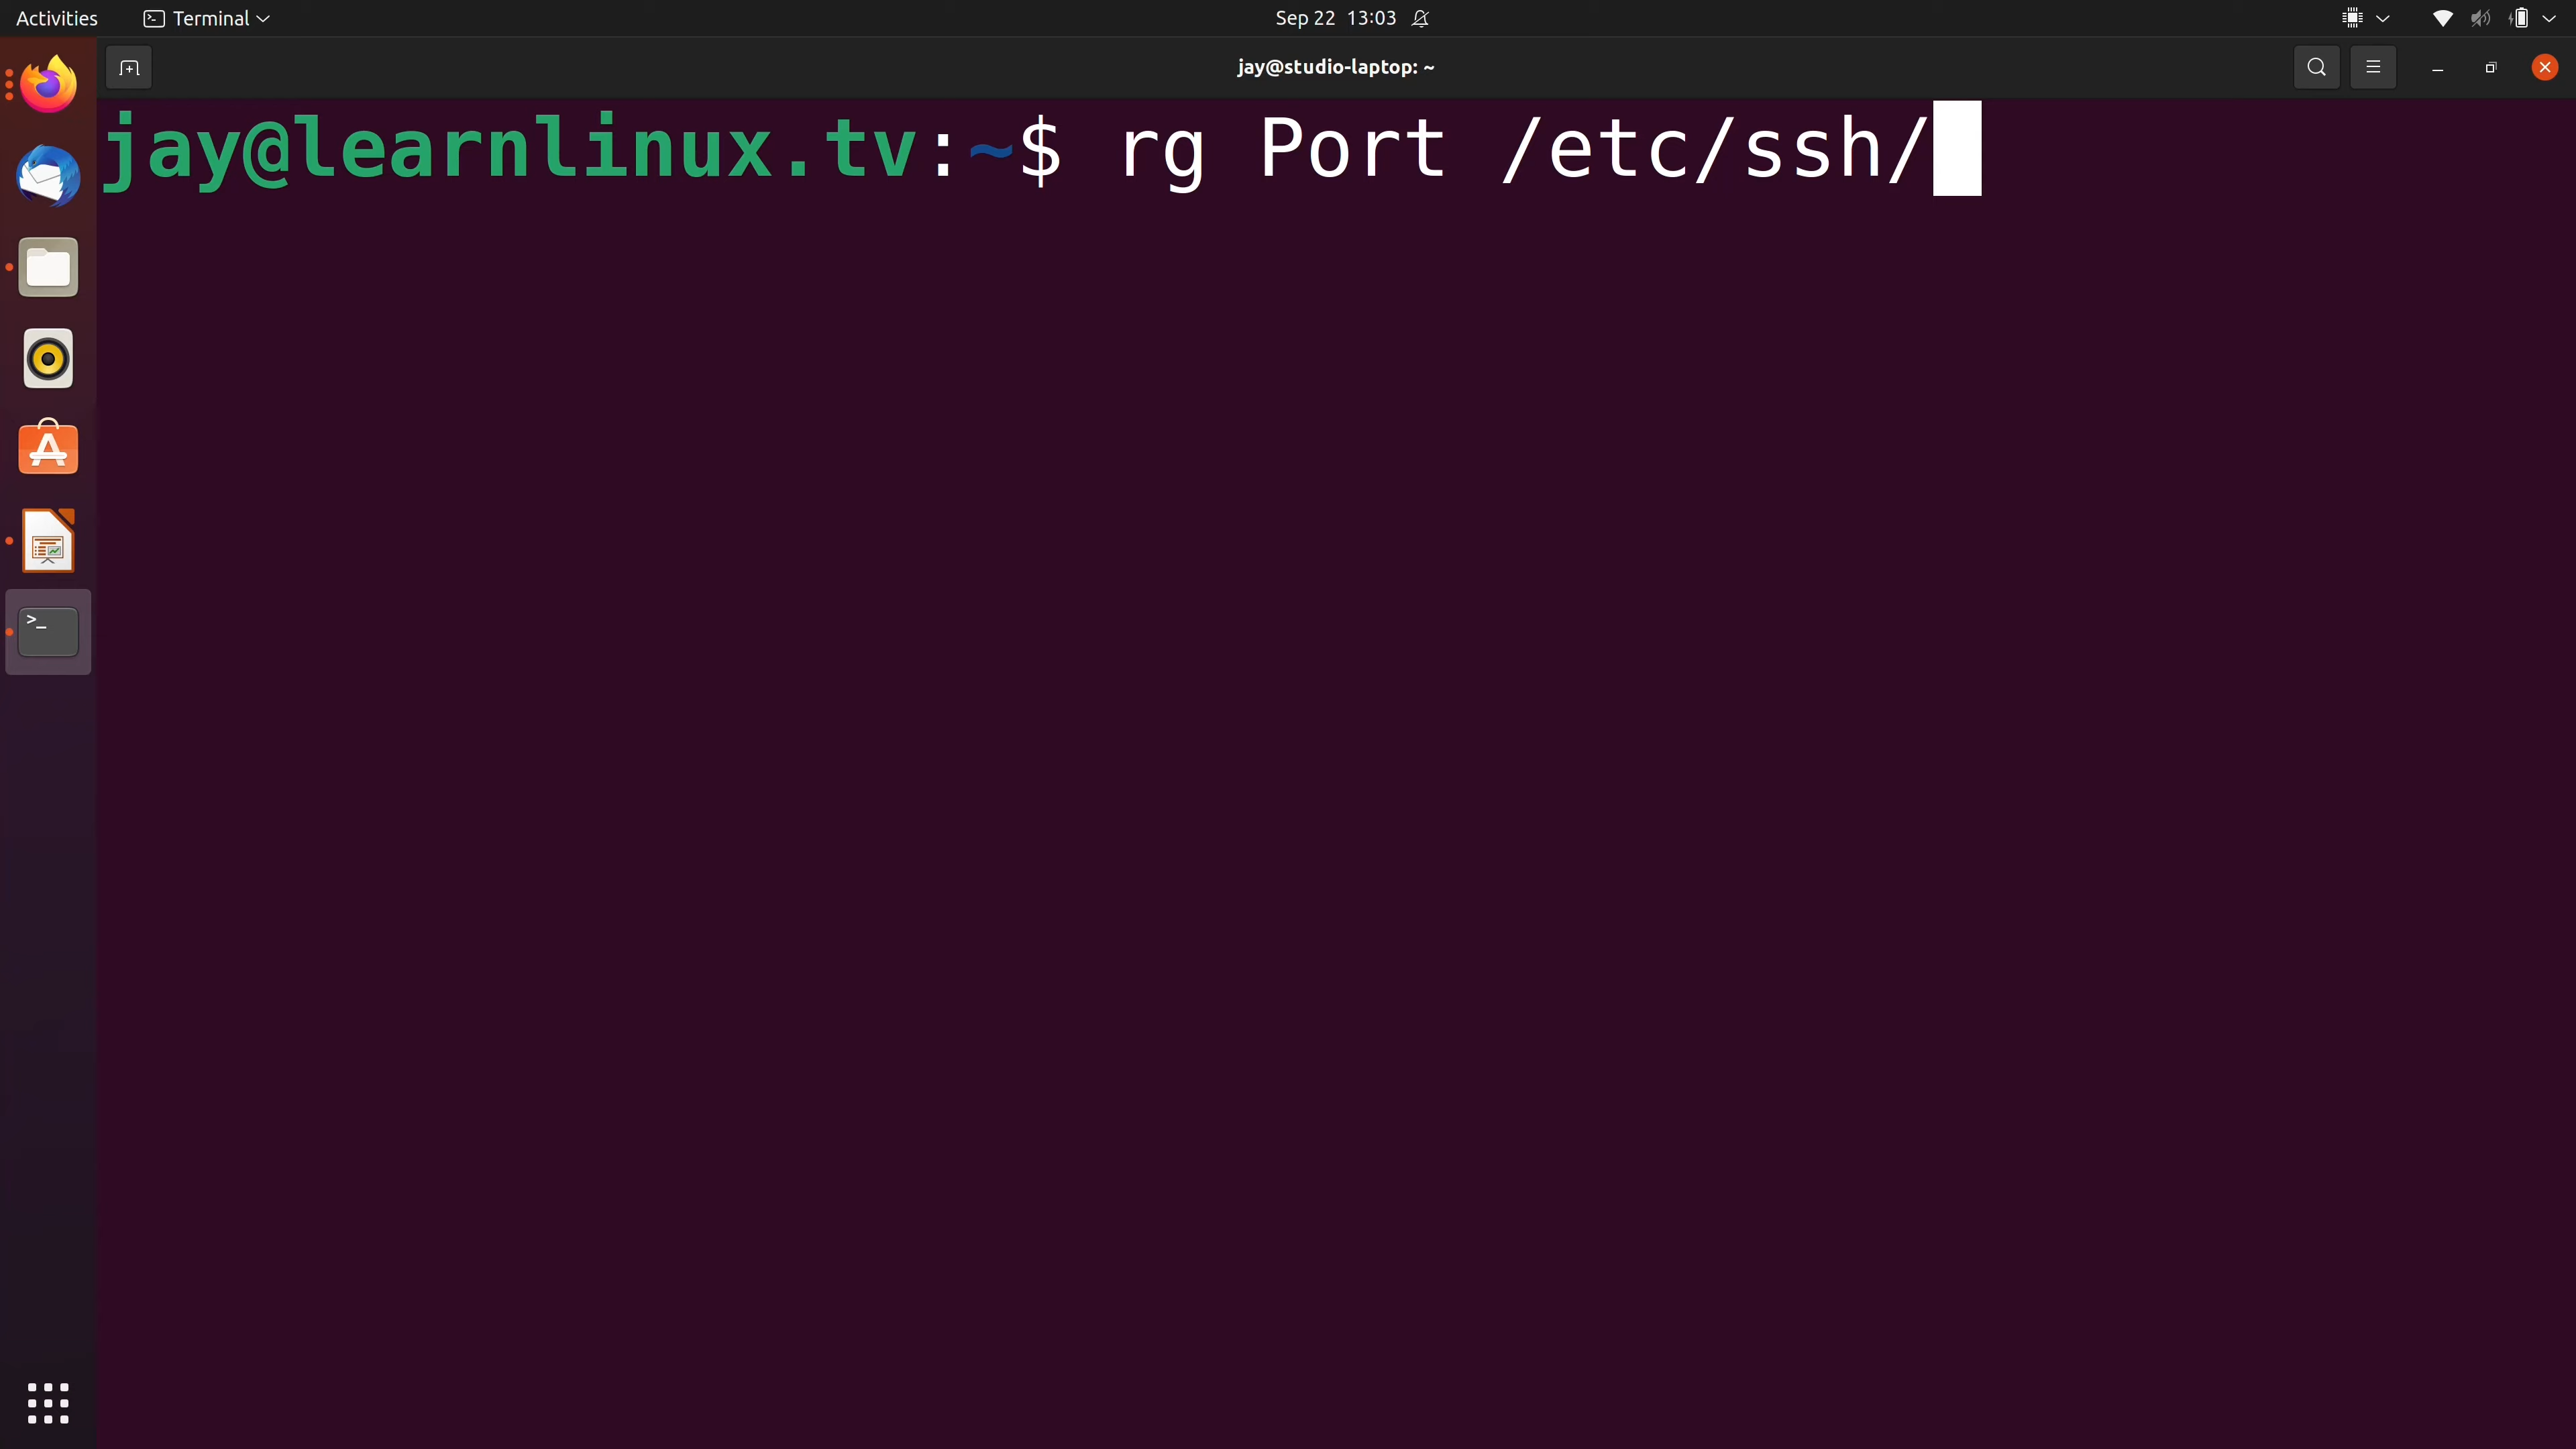 Activities Terminal Sep 22 13:03
jay@studio-laptop: ~
jay@learnlinux.tv:~$ rg Port /etc/ssh/
>_